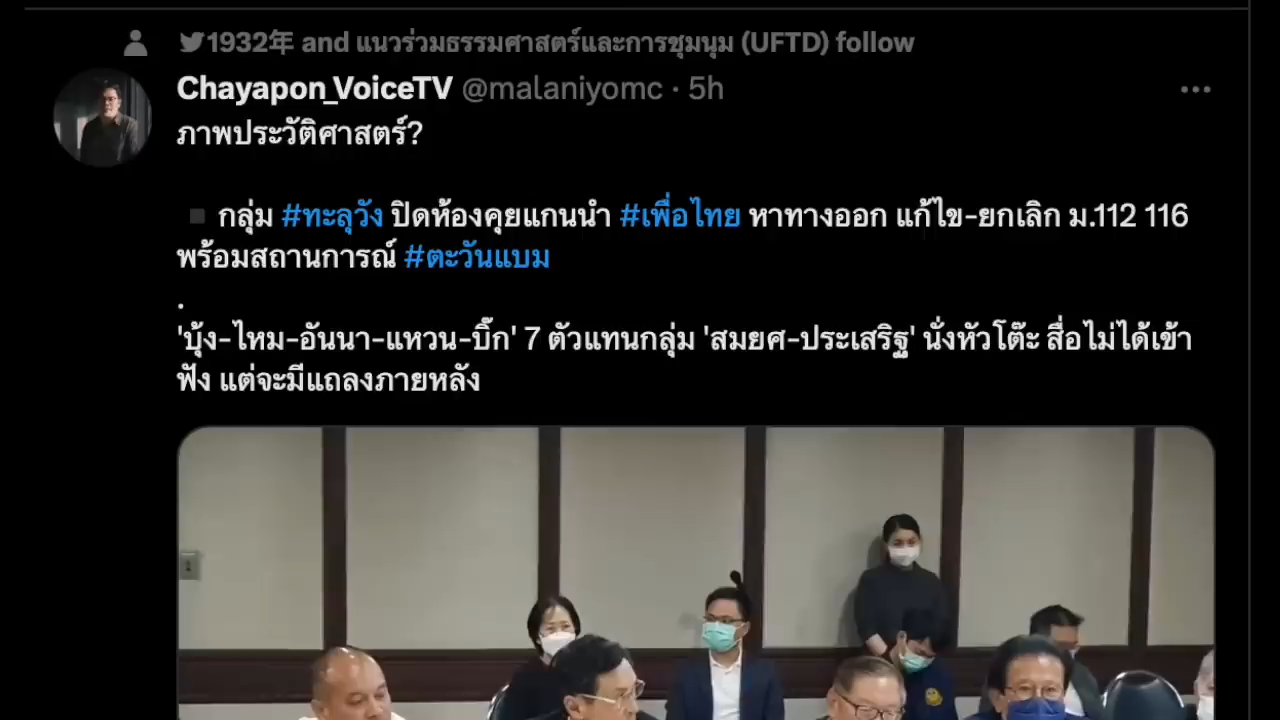 1932年 and แนวร่วมธรรมศาสตร์และการชุมนุม (UFTD) follow
Chayapon_VoiceTV @malaniyomc · 5h
ภาพประวัติศาสตร์?
▪ กลุ่ม #ทะลุวัง ปิดห้องคุยแกนนำ #เพื่อไทย หาทางออก แก้ไข-ยกเลิก ม.112 116
พร้อมสถานการณ์ #ตะวันแบม
.
'บุ้ง-ไหม-อันนา-แหวน-บิ๊ก' 7 ตัวแทนกลุ่ม 'สมยศ-ประเสริฐ' นั่งหัวโต๊ะ สื่อไม่ได้เข้า
ฟัง แต่จะมีแถลงภายหลัง